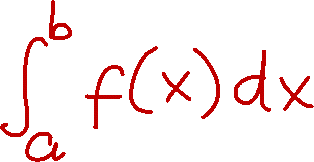 ∫_a^b f(x) dx